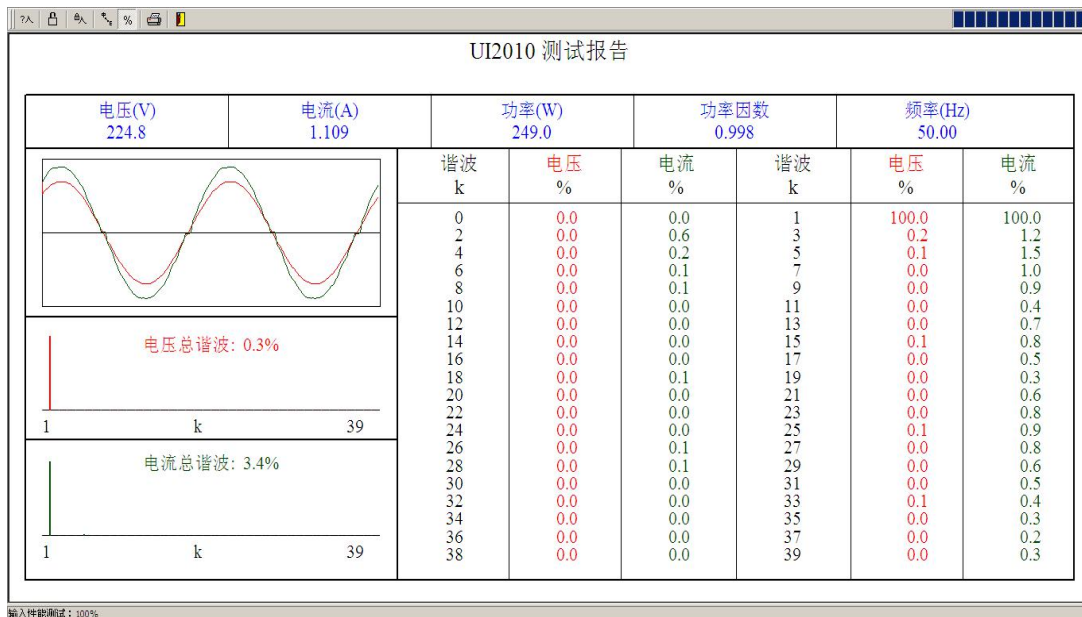 ?人 %
UI2010 测试报告
电压(V) 电流(A) 功率(W) 功率因数 频率(Hz)
224.8 1.109 249.0 0.998 50.00
谐波 电压 电流 谐波 电压 电流
k % % k % %
0 0.0 0.0 1 100.0 100.0
2 0.0 0.6 3 0.2 1.2
4 0.0 0.2 5 0.1 1.5
6 0.0 0.1 7 0.0 1.0
8 0.0 0.1 9 0.0 0.9
10 0.0 0.0 11 0.0 0.4
12 0.0 0.0 13 0.0 0.7
14 0.0 0.0 15 0.1 0.8
16 0.0 0.0 17 0.0 0.5
18 0.0 0.1 19 0.0 0.3
20 0.0 0.0 21 0.0 0.6
22 0.0 0.0 23 0.0 0.8
24 0.0 0.0 25 0.1 0.9
26 0.0 0.1 27 0.0 0.8
28 0.0 0.1 29 0.0 0.6
30 0.0 0.0 31 0.0 0.5
32 0.0 0.0 33 0.1 0.4
34 0.0 0.0 35 0.0 0.3
36 0.0 0.0 37 0.0 0.2
38 0.0 0.0 39 0.0 0.3
电压总谐波: 0.3%
1 k 39
电流总谐波: 3.4%
1 k 39
输入性能测试：100%